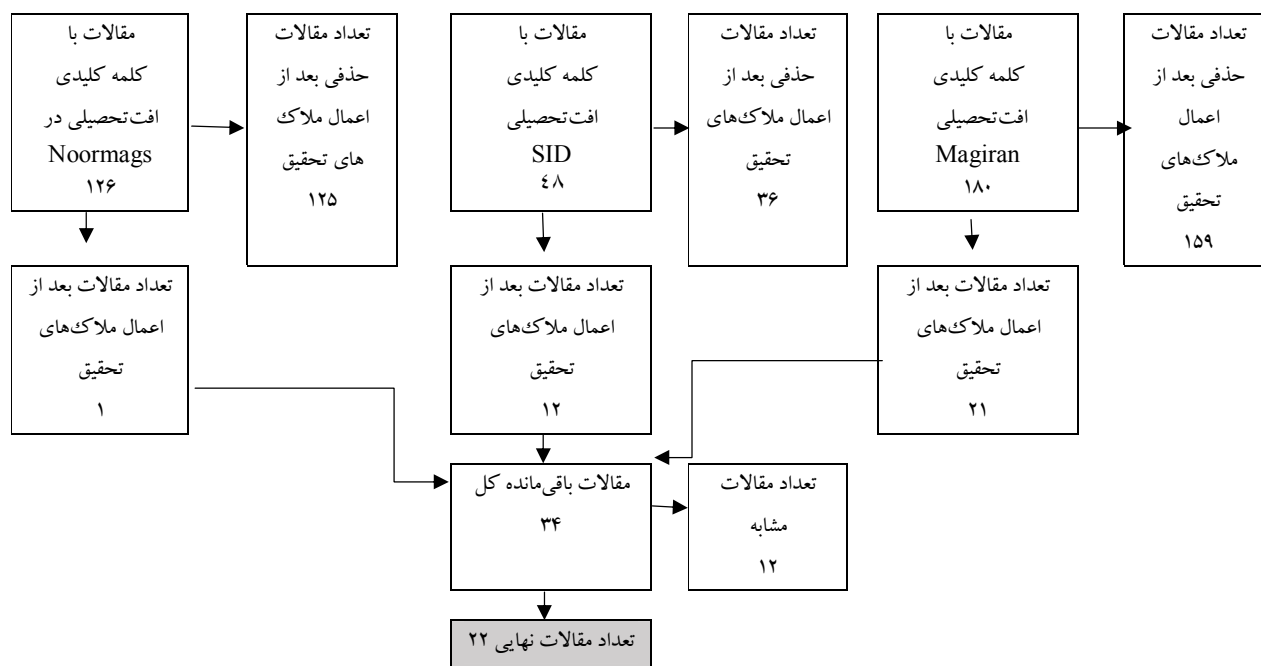 مقالات با
کلمه کلیدی
افت‌تحصیلی
Magiran
۱۸۰
تعداد مقالات
حذفی بعد از
اعمال
ملاک‌های
تحقیق
۱۵۹
مقالات با
کلمه کلیدی
افت‌تحصیلی
SID
٤٨
تعداد مقالات
حذفی بعد از
اعمال ملاک‌های
تحقیق
۳۶
مقالات با
کلمه کلیدی
افت‌تحصیلی در
Noormags
۱۲۶
تعداد مقالات
حذفی بعد از
اعمال ملاک
های تحقیق
۱۲۵
تعداد مقالات بعد از
اعمال ملاک‌های
تحقیق
۲۱
تعداد مقالات بعد از
اعمال ملاک‌های
تحقیق
۱۲
تعداد مقالات بعد از
اعمال ملاک‌های
تحقیق
۱
مقالات باقی‌مانده کل
۳۴
تعداد مقالات
مشابه
۱۲
تعداد مقالات نهایی ۲۲